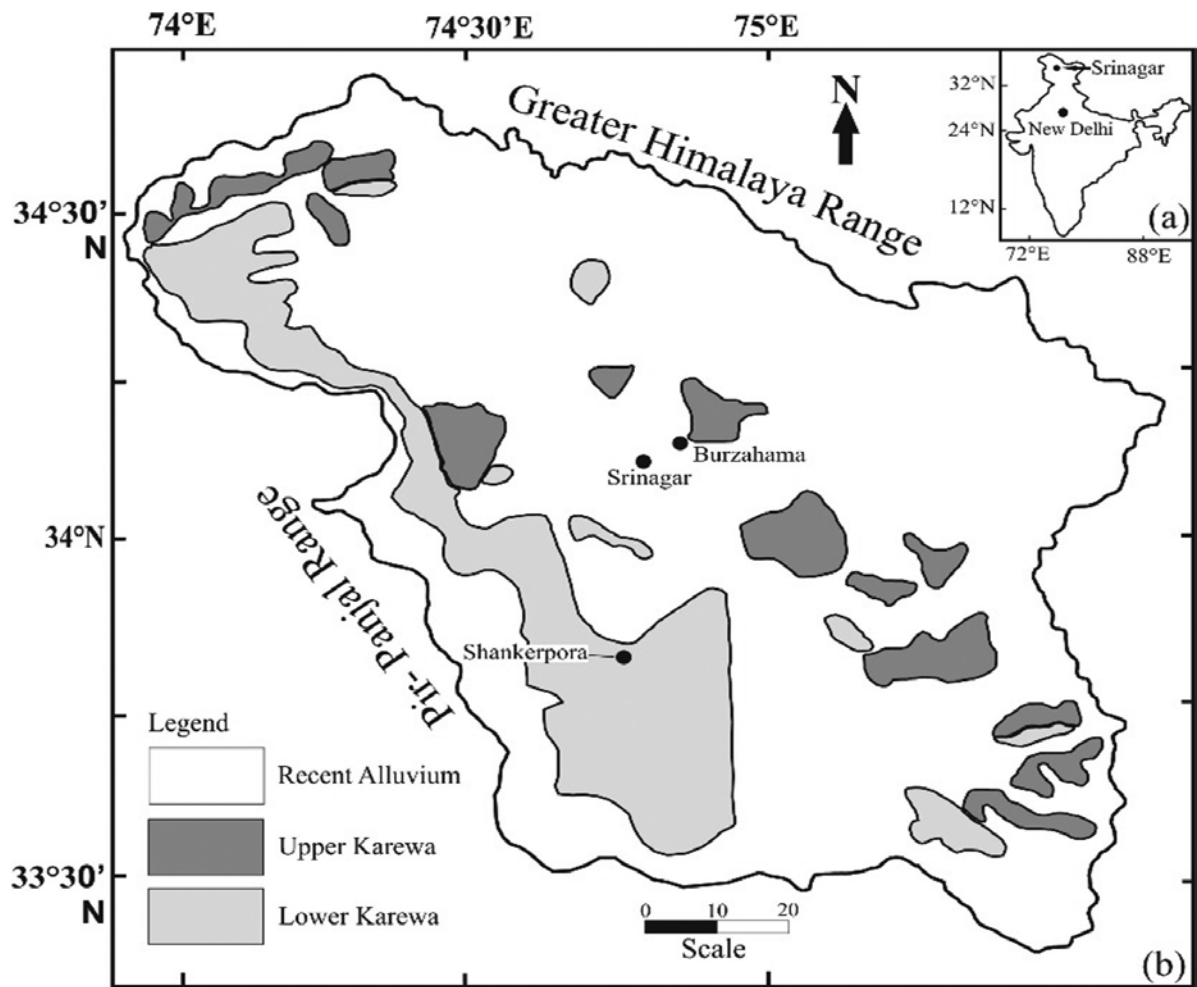 74°E 74°30'E 75°E
N
Greater Himalaya Range
32°N
Srinagar
New Delhi
24°N
12°N
(a)
72°E 88°E
34°30'
N
Burzahama
Srinagar
34°N
Pir- Panjal Range
Shankerpora
Legend
Recent Alluvium
Upper Karewa
Lower Karewa
33°30'
N
0 10 20
Scale
(b)